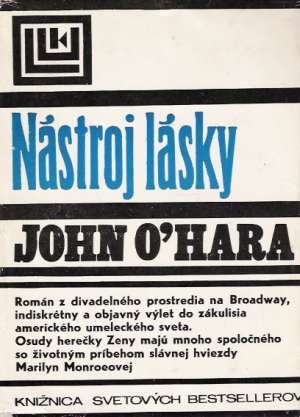 Nástroj lásky
JOHN O'HARA
Román z divadelného prostredia na Broadway,
indiskrétny a objavný výlet do zákulisia
amerického umeleckého sveta.
Osudy herečky Zeny majú mnoho spoločného
so životným príbehom slávnej hviezdy
Marilyn Monroeovej
KNIŽNICA SVETOVÝCH BESTSELLEROV